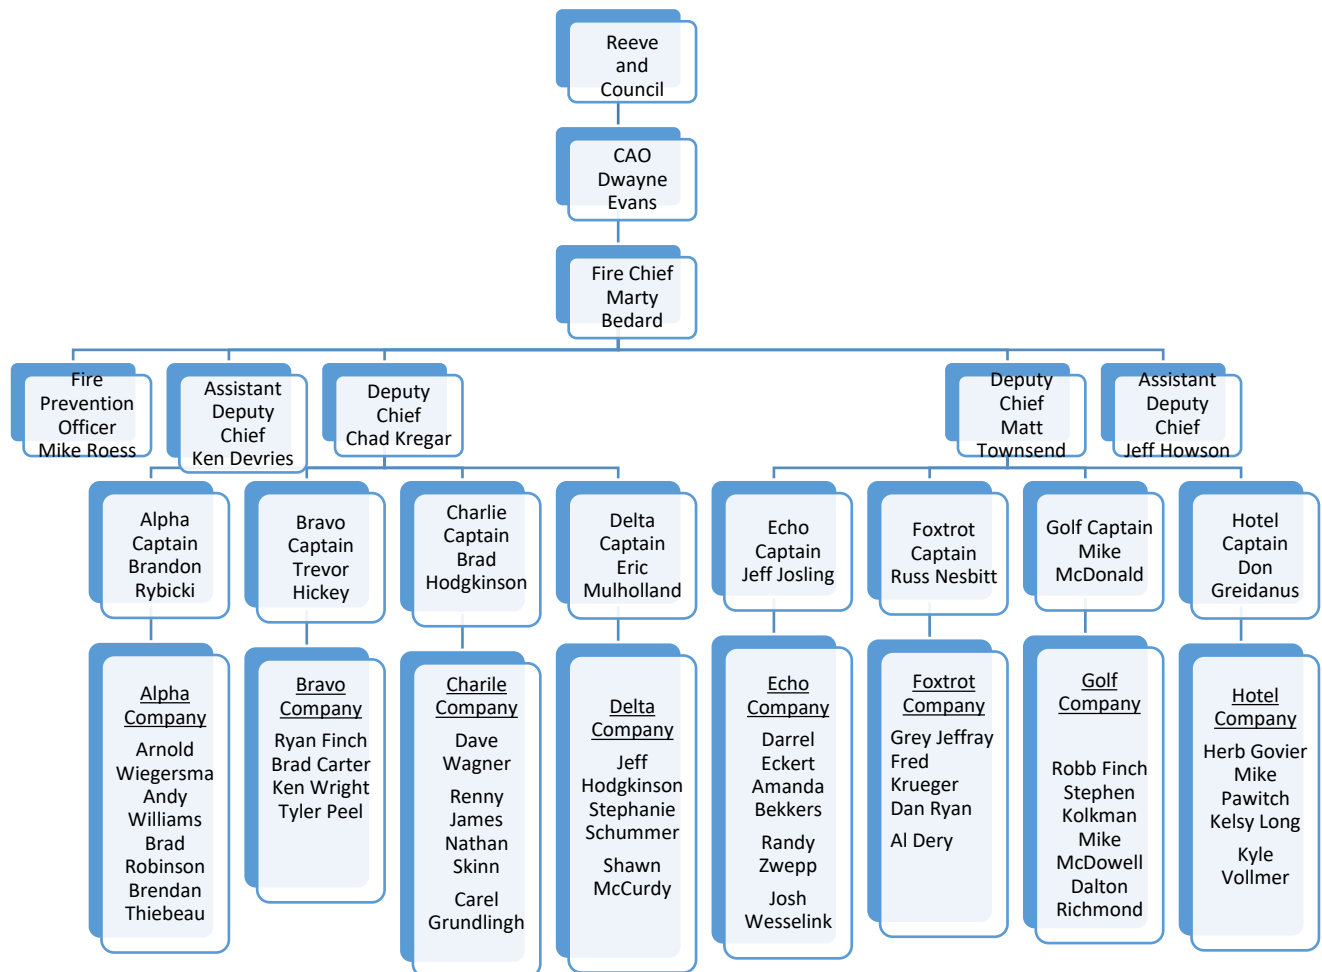 Reeve
and
Council
CAO
Dwayne
Evans
Fire Chief
Marty
Bedard
Fire
Prevention
Officer
Mike Roess
Assistant
Deputy
Chief
Ken Devries
Deputy
Chief
Chad Kregar
Deputy
Chief
Matt
Townsend
Assistant
Deputy
Chief
Jeff Howson
Alpha
Captain
Brandon
Rybicki
Bravo
Captain
Trevor
Hickey
Charlie
Captain
Brad
Hodgkinson
Delta
Captain
Eric
Mulholland
Echo
Captain
Jeff Josling
Foxtrot
Captain
Russ Nesbitt
Golf Captain
Mike
McDonald
Hotel
Captain
Don
Greidanus
Alpha
Company
Arnold
Wiegersma
Andy
Williams
Brad
Robinson
Brendan
Thiebeau
Bravo
Company
Ryan Finch
Brad Carter
Ken Wright
Tyler Peel
Charile
Company
Dave
Wagner
Renny
James
Nathan
Skinn
Carel
Grundlingh
Delta
Company
Jeff
Hodgkinson
Stephanie
Schummer
Shawn
McCurdy
Echo
Company
Darrel
Eckert
Amanda
Bekkers
Randy
Zwepp
Josh
Wesselink
Foxtrot
Company
Grey Jeffray
Fred
Krueger
Dan Ryan
Al Dery
Golf
Company
Robb Finch
Stephen
Kolkman
Mike
McDowell
Dalton
Richmond
Hotel
Company
Herb Govier
Mike
Pawitch
Kelsy Long
Kyle
Vollmer